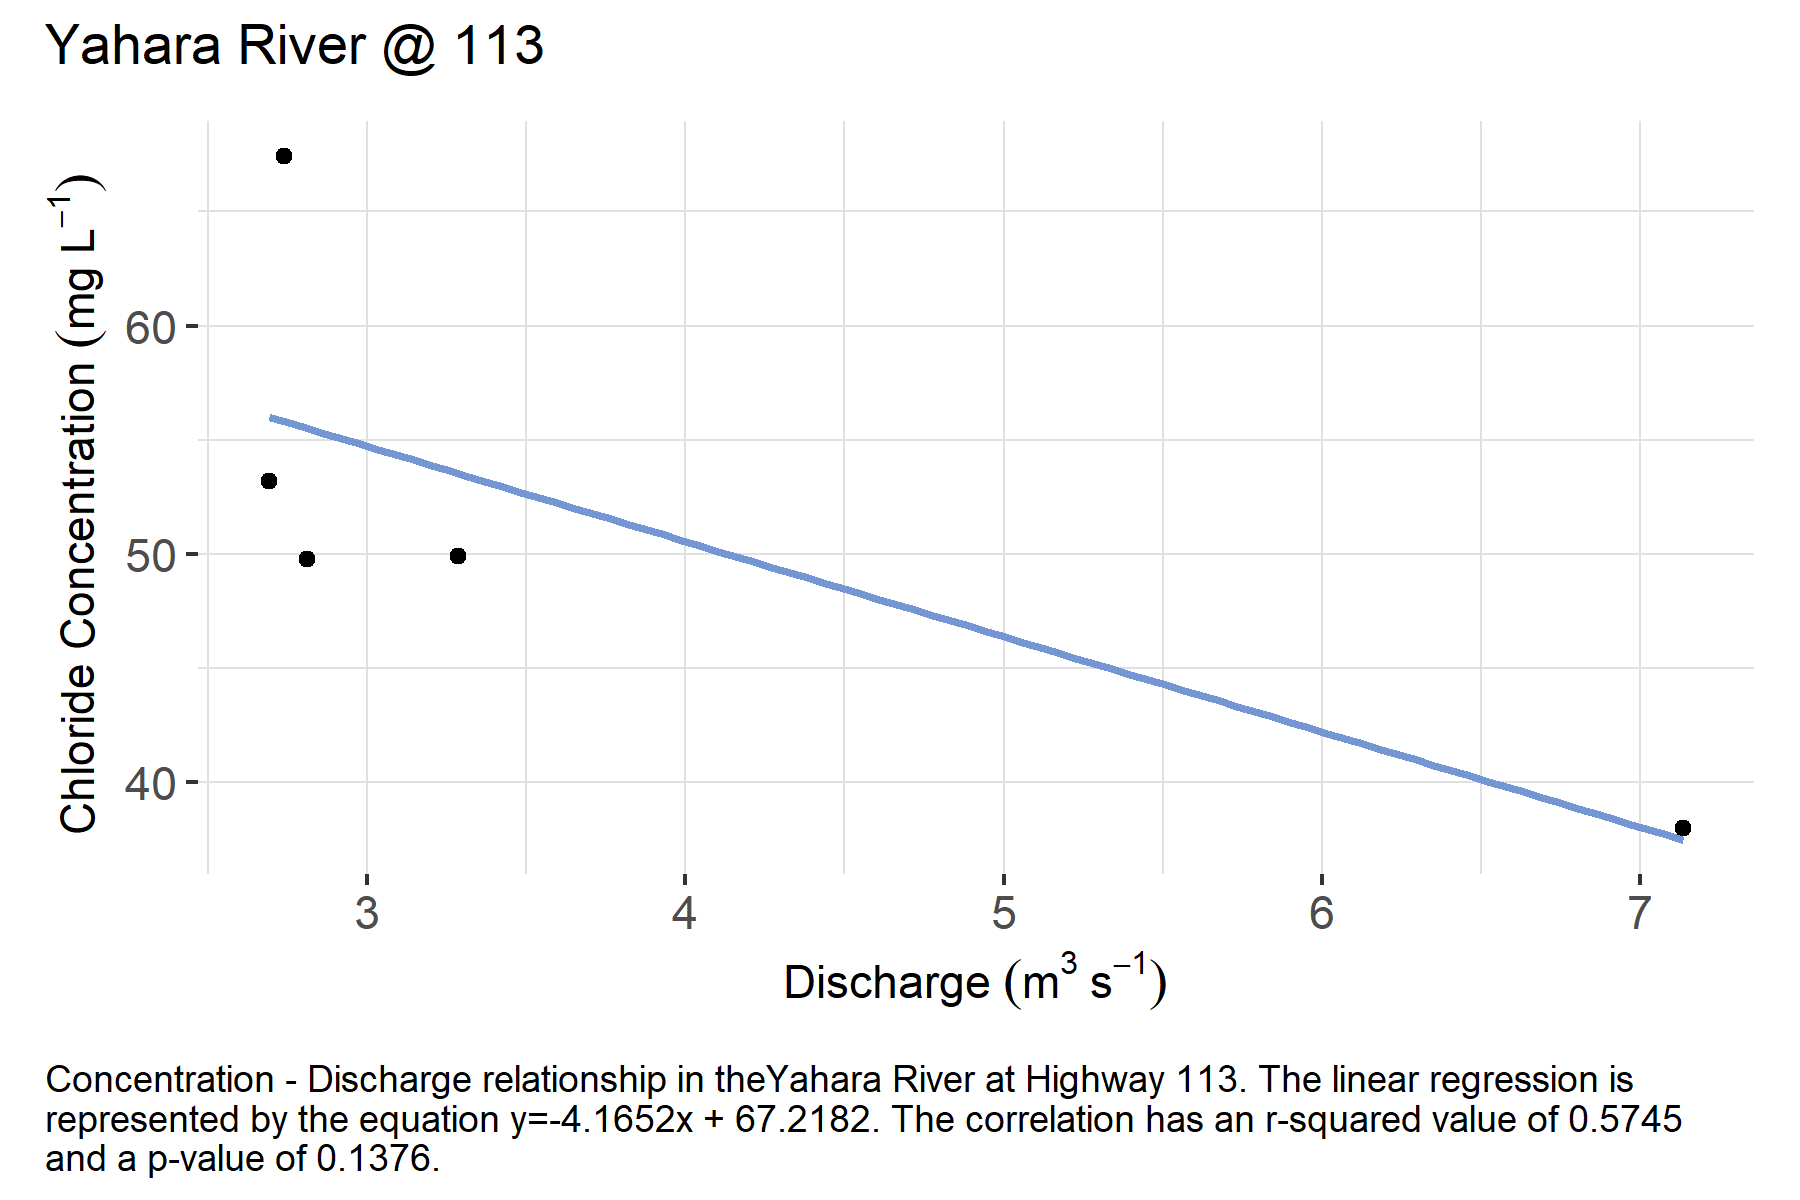 Yahara River @ 113
Chloride Concentration (mg L⁻¹)
60
50
40
3 4 5 6 7
Discharge (m³ s⁻¹)
Concentration - Discharge relationship in theYahara River at Highway 113. The linear regression is
represented by the equation y=-4.1652x + 67.2182. The correlation has an r-squared value of 0.5745
and a p-value of 0.1376.